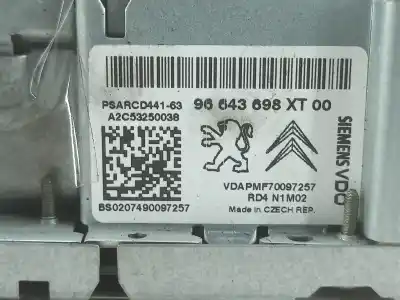 PSARCD441-63 96 643 698 XT 00
A2C53250038
SIEMENS VDO
VDAPMF70097257
RD4 N1M02
BS0207490097257
Made in CZECH REP.